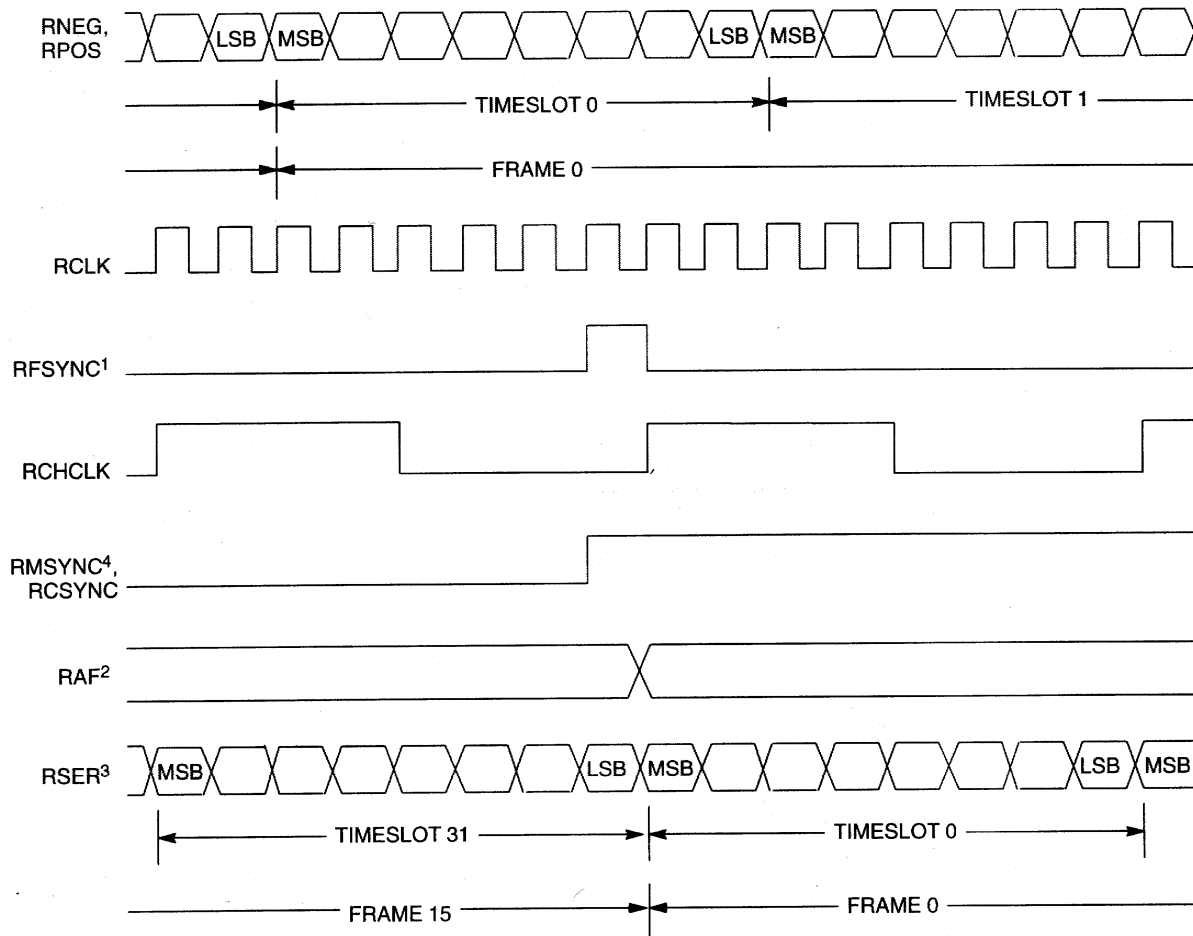 RNEG,
RPOS
LSB MSB LSB MSB
TIMESLOT 0 TIMESLOT 1
FRAME 0
RCLK
RFSYNC¹
RCHCLK
RMSYNC⁴,
RCSYNC
RAF²
RSER³
MSB LSB MSB LSB MSB
TIMESLOT 31 TIMESLOT 0
FRAME 15 FRAME 0